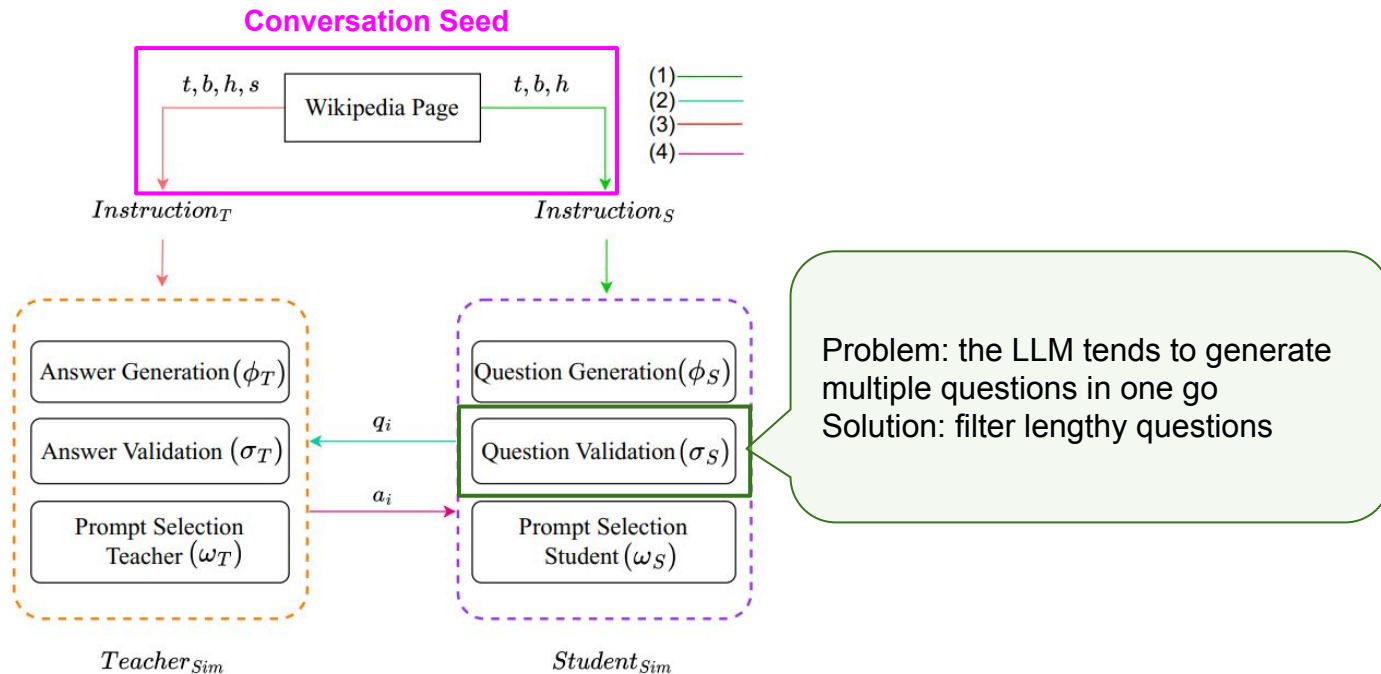 Conversation Seed
t, b, h, s
Wikipedia Page
t, b, h
(1)
(2)
(3)
(4)
Instruction_T
Instruction_S
Answer Generation(ϕ_T)
Answer Validation (σ_T)
Prompt Selection
Teacher (ω_T)
q_i
a_i
Question Generation(ϕ_S)
Question Validation(σ_S)
Prompt Selection
Student (ω_S)
Problem: the LLM tends to generate
multiple questions in one go
Solution: filter lengthy questions
Teacher_Sim
Student_Sim